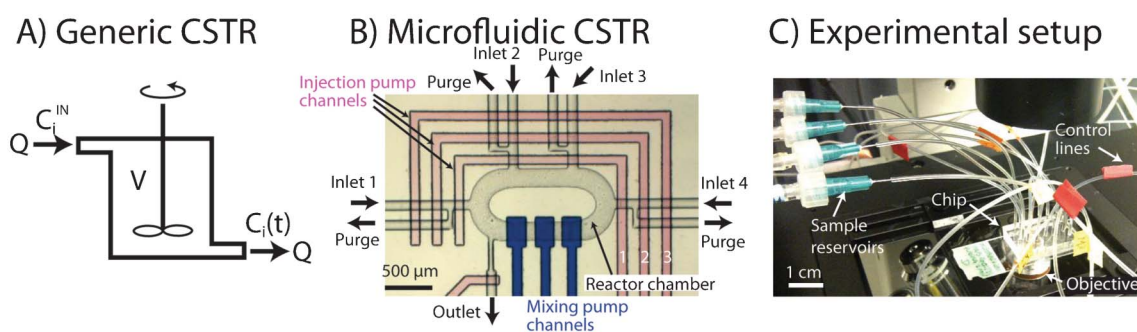 A) Generic CSTR
Q
C_i^IN
V
C_i(t)
Q
B) Microfluidic CSTR
Injection pump
channels
Purge
Inlet 2
Purge
Inlet 3
Inlet 1
Purge
Inlet 4
Purge
500 µm
1 2 3
Reactor chamber
Outlet
Mixing pump
channels
C) Experimental setup
Control
lines
Chip
Sample
reservoirs
1 cm
Objective